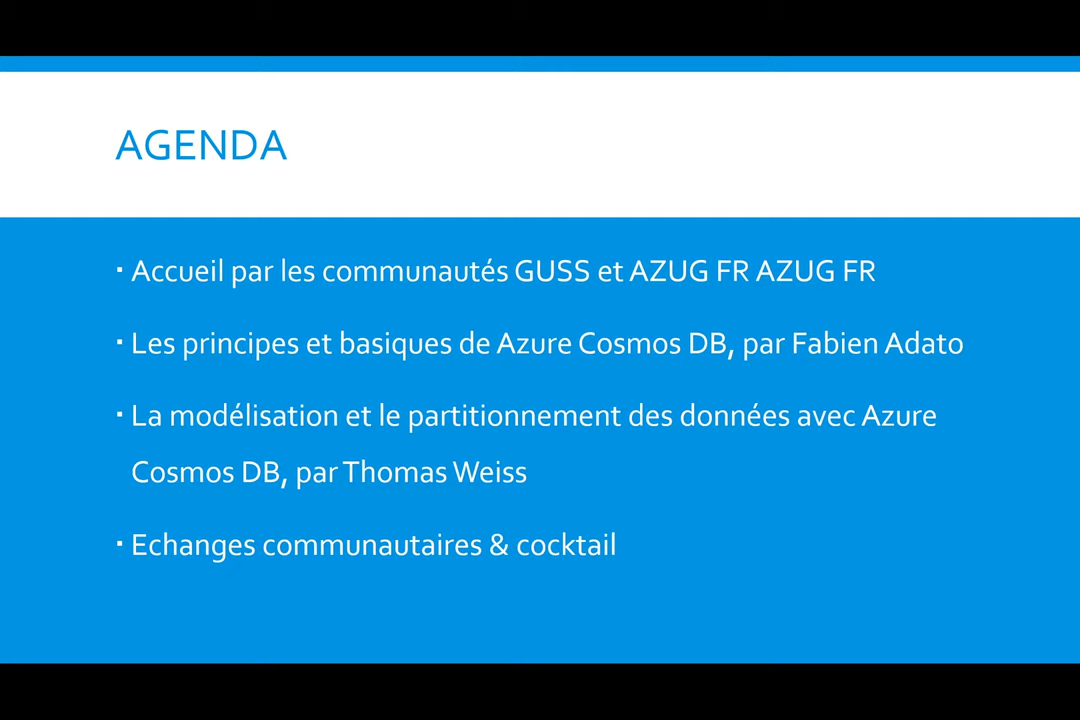 AGENDA
▪ Accueil par les communautés GUSS et AZUG FR AZUG FR
▪ Les principes et basiques de Azure Cosmos DB, par Fabien Adato
▪ La modélisation et le partitionnement des données avec Azure
Cosmos DB, par Thomas Weiss
▪ Echanges communautaires & cocktail